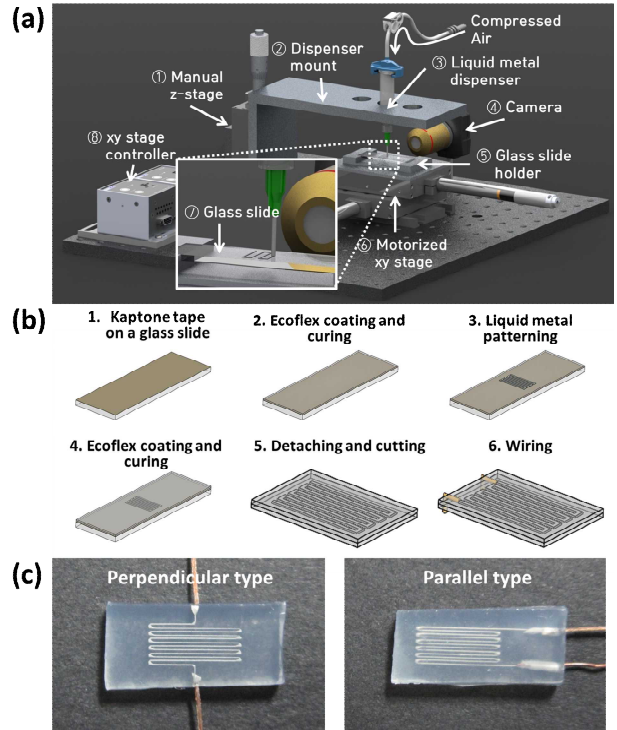 (a)
Compressed
Air
② Dispenser
mount
③ Liquid metal
dispenser
① Manual
z-stage
④ Camera
⑧ xy stage
controller
⑤ Glass slide
holder
⑦ Glass slide
⑥ Motorized
xy stage
(b)
1. Kaptone tape
on a glass slide
2. Ecoflex coating and
curing
3. Liquid metal
patterning
4. Ecoflex coating and
curing
5. Detaching and cutting
6. Wiring
(c)
Perpendicular type
Parallel type